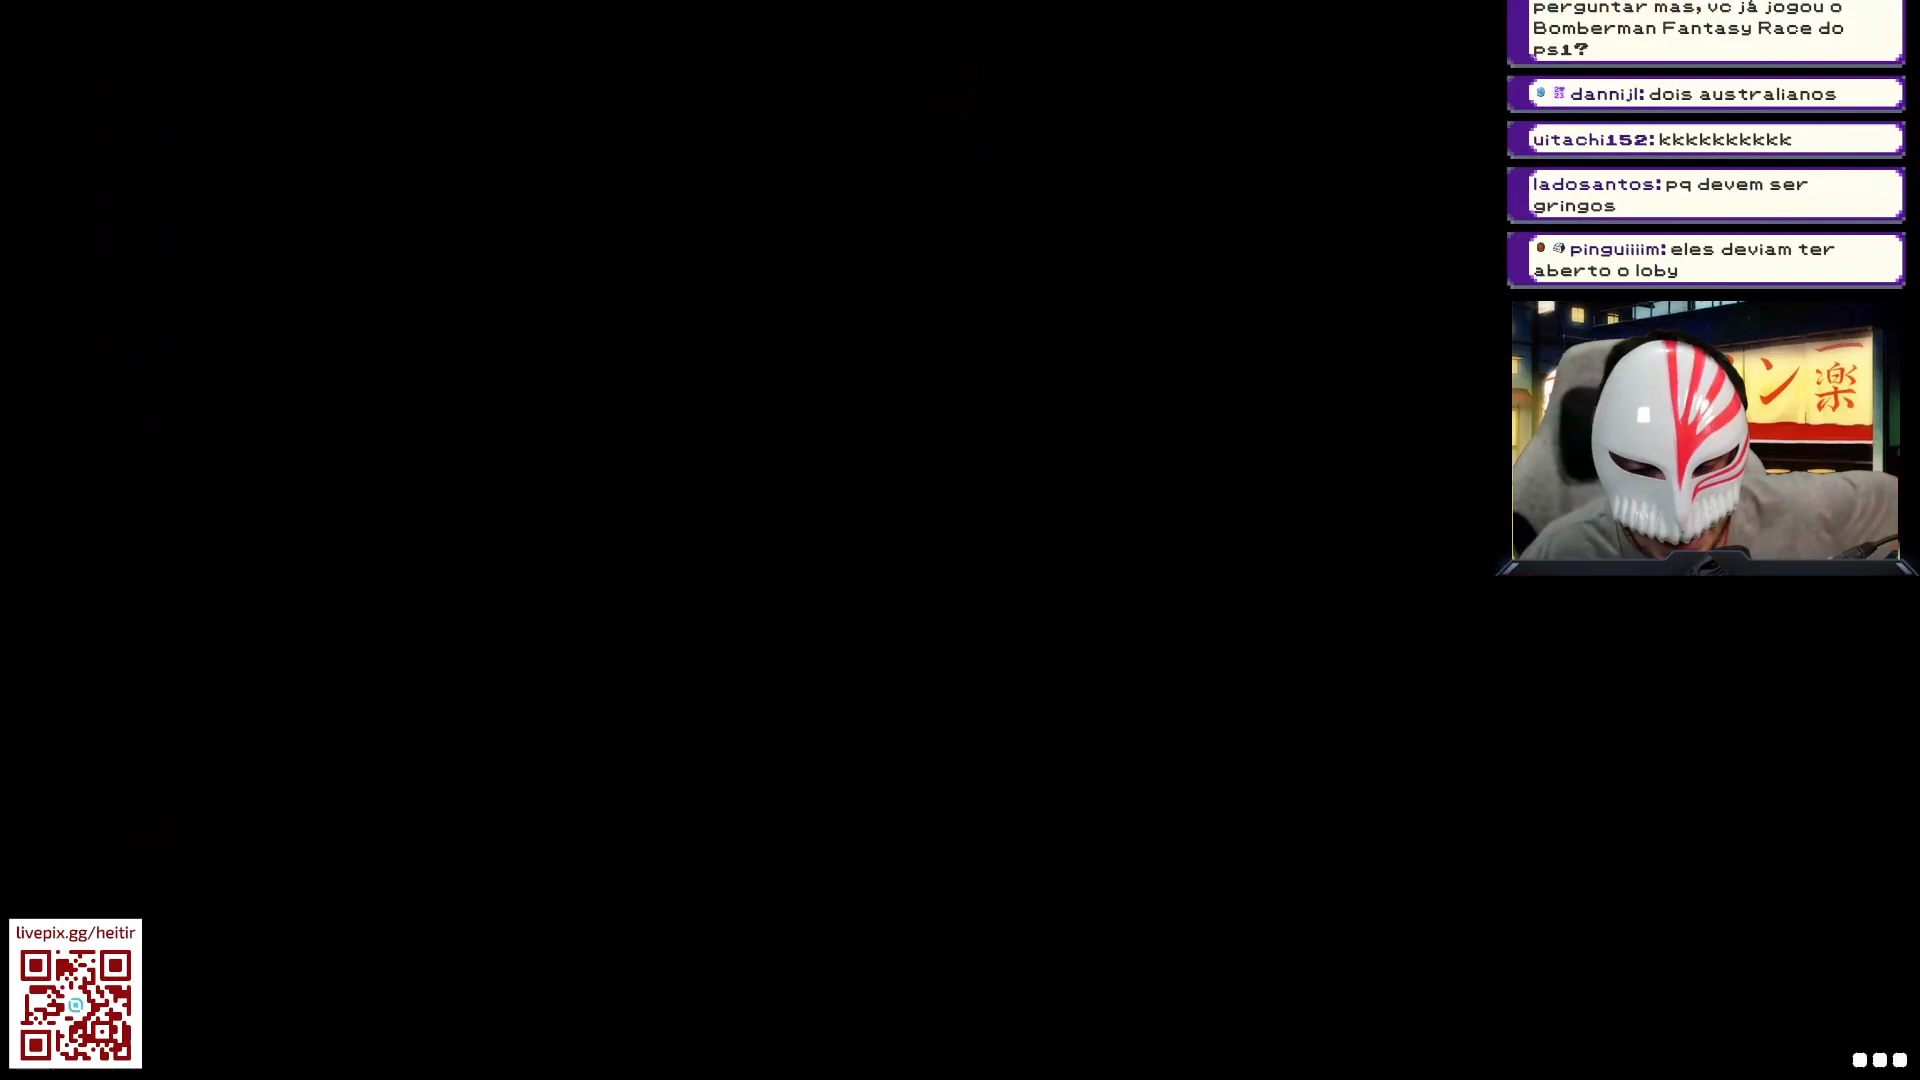 perguntar mas, vc já jogou o
Bomberman Fantasy Race do
ps1?
dannijl: dois australianos
uitachi152: kkkkkkkkkk
ladosantos: pq devem ser
gringos
pinguiiiim: eles deviam ter
aberto o loby
ン 楽
livepix.gg/heitir